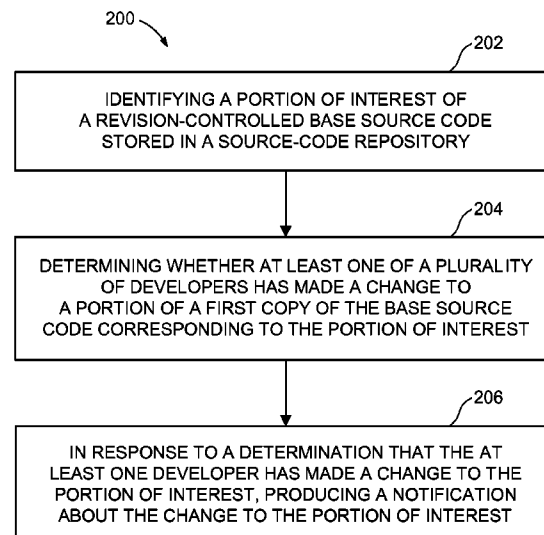 200
202
IDENTIFYING A PORTION OF INTEREST OF
A REVISION-CONTROLLED BASE SOURCE CODE
STORED IN A SOURCE-CODE REPOSITORY
204
DETERMINING WHETHER AT LEAST ONE OF A PLURALITY
OF DEVELOPERS HAS MADE A CHANGE TO
A PORTION OF A FIRST COPY OF THE BASE SOURCE
CODE CORRESPONDING TO THE PORTION OF INTEREST
206
IN RESPONSE TO A DETERMINATION THAT THE AT
LEAST ONE DEVELOPER HAS MADE A CHANGE TO THE
PORTION OF INTEREST, PRODUCING A NOTIFICATION
ABOUT THE CHANGE TO THE PORTION OF INTEREST